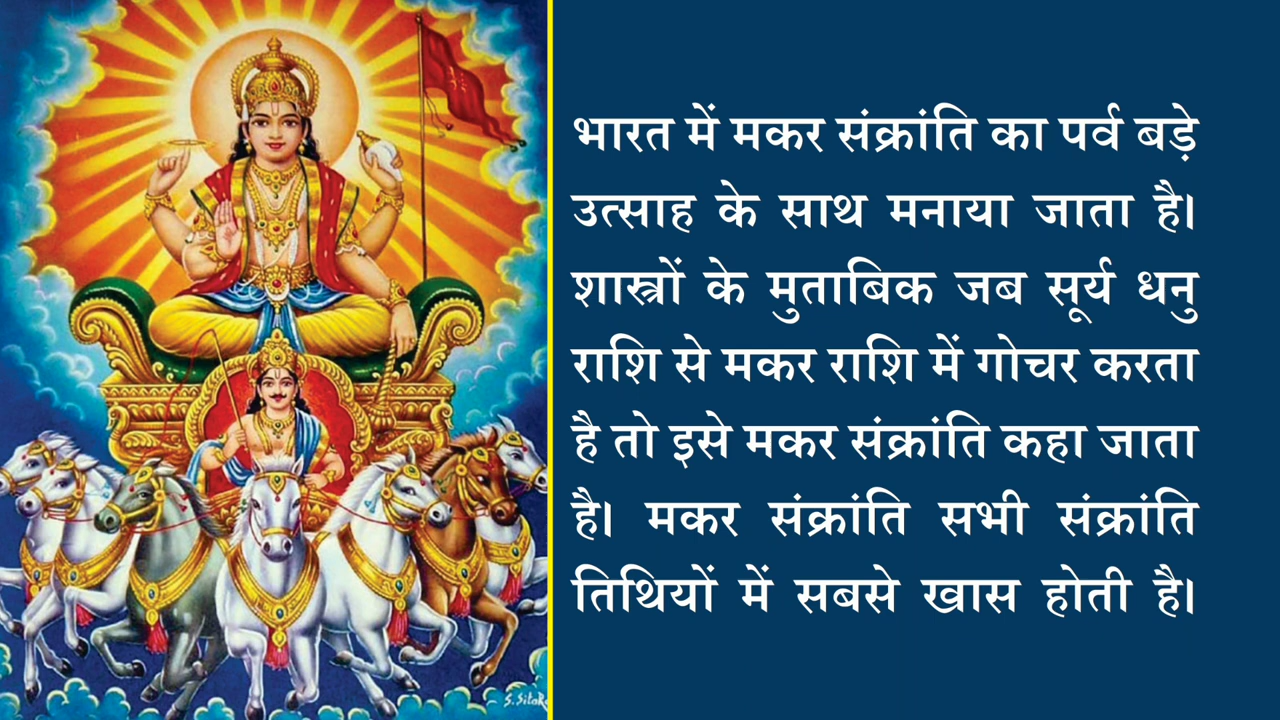 भारत में मकर संक्रांति का पर्व बड़े
उत्साह के साथ मनाया जाता है।
शास्त्रों के मुताबिक जब सूर्य धनु
राशि से मकर राशि में गोचर करता
है तो इसे मकर संक्रांति कहा जाता
है। मकर संक्रांति सभी संक्रांति
तिथियों में सबसे खास होती है।